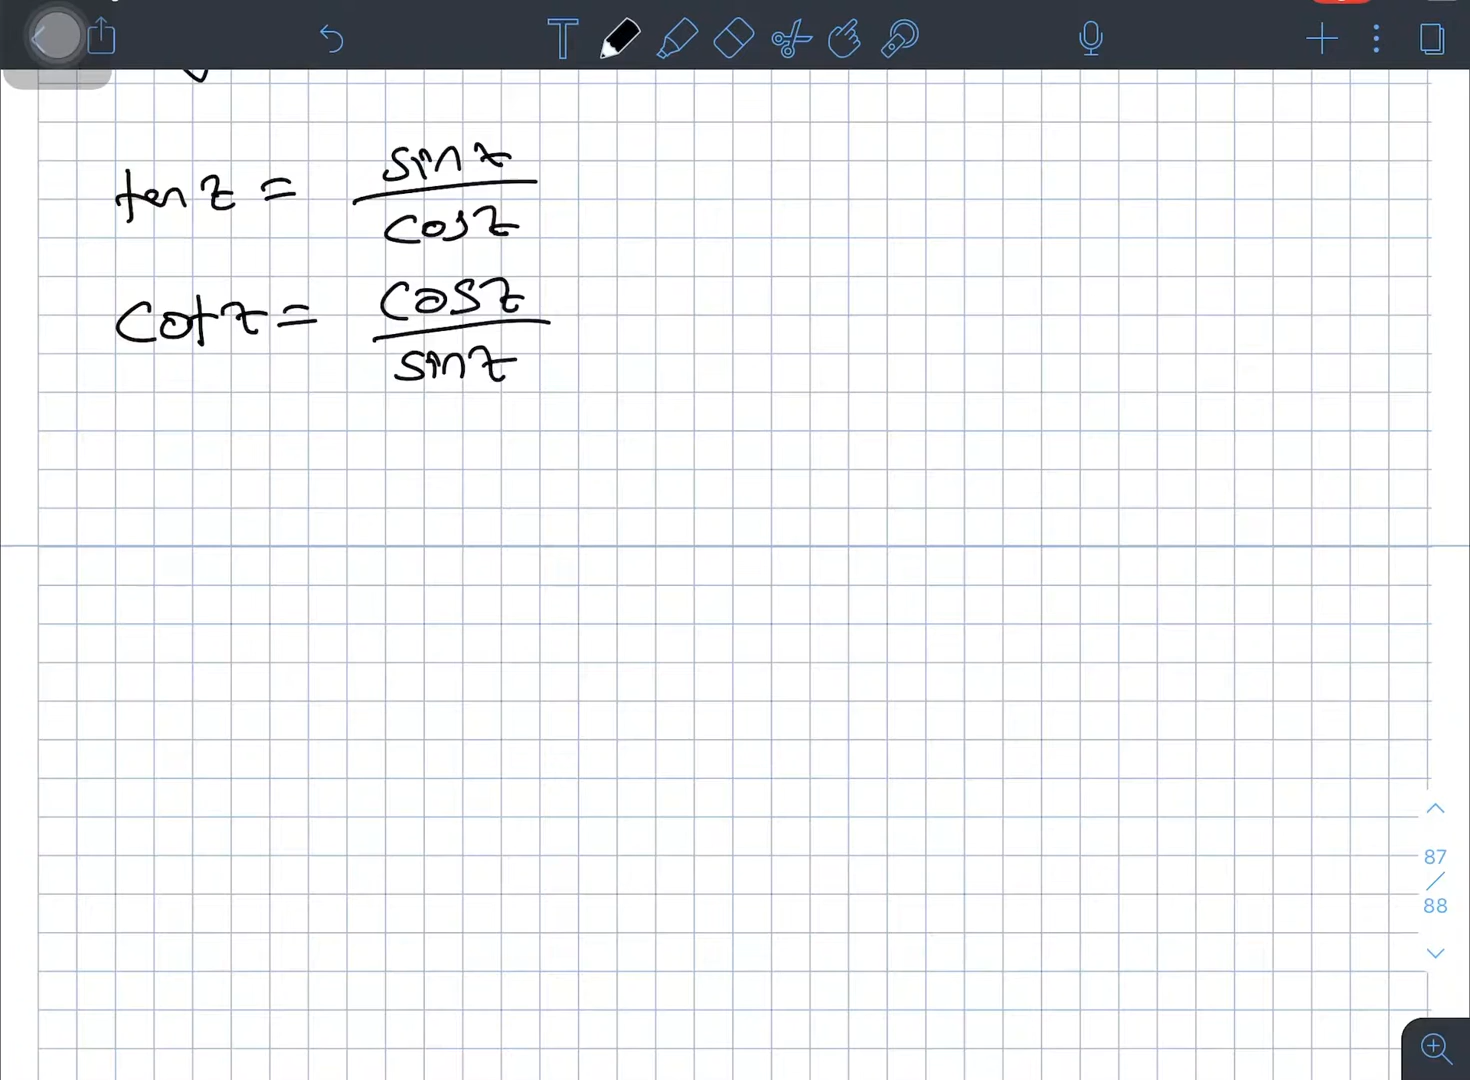 tan z = sin z / cos z
cot z = cos z / sin z
87
/
88